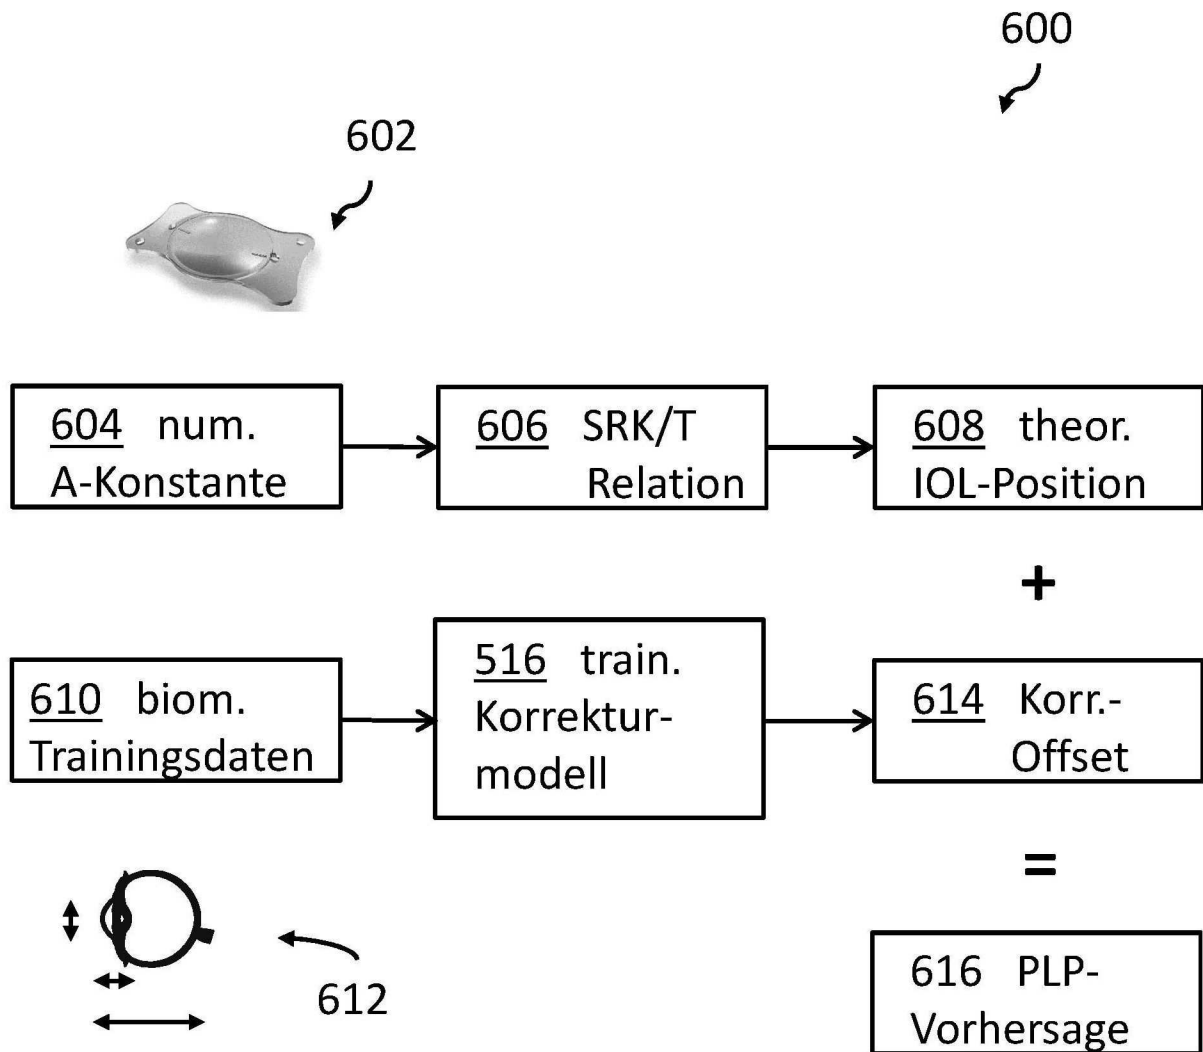 600
602
604 num.
A-Konstante
606 SRK/T
Relation
608 theor.
IOL-Position
+
610 biom.
Trainingsdaten
516 train.
Korrektur-
modell
614 Korr.-
Offset
=
612
616 PLP-
Vorhersage